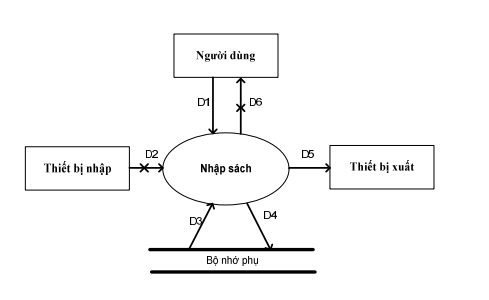 Người dùng
D1
D6
D2
D5
Thiết bị nhập
Nhập sách
Thiết bị xuất
D3
D4
Bộ nhớ phụ